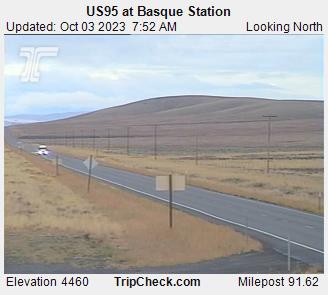 US95 at Basque Station
Updated: Oct 03 2023 7:52 AM
Looking North
Elevation 4460
TripCheck.com
Milepost 91.62